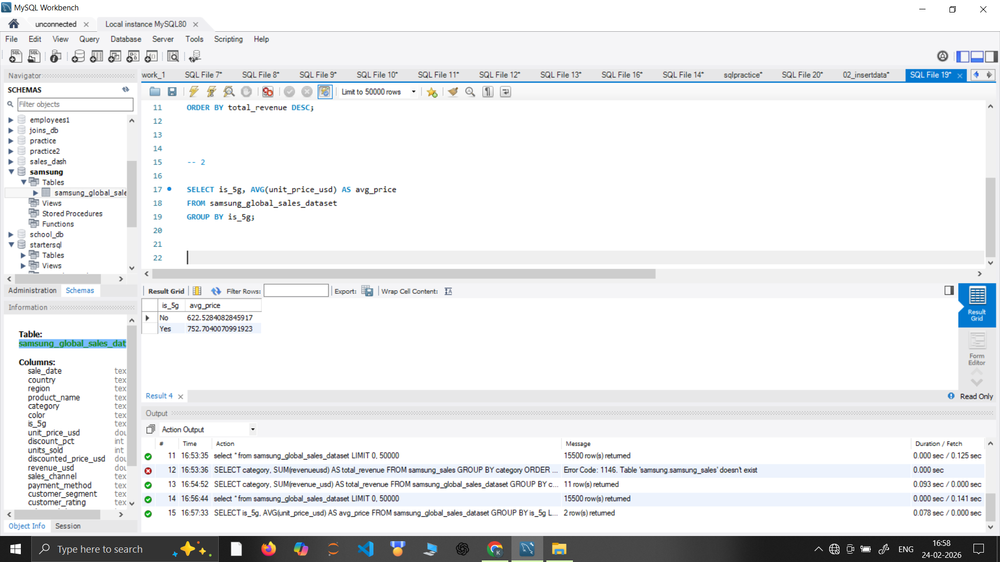 MySQL Workbench
unconnected
Local instance MySQL80
File Edit View Query Database Server Tools Scripting Help
Navigator
SCHEMAS
Filter objects
employees1
joins_db
practice
practice2
sales_dash
samsung
Tables
samsung_global_sale
Views
Stored Procedures
Functions
school_db
startersql
Tables
Views
Administration Schemas
Information
Table:
samsung_global_sales_dat
Columns:
sale_date tex
country tex
region tex
product_name tex
category tex
color tex
is_5g tex
unit_price_usd dou
discount_pct int
units_sold int
discounted_price_usd dou
revenue_usd dou
sales_channel tex
payment_method tex
customer_segment tex
customer_rating tex
Object Info Session
work_1 SQL File 7* SQL File 8* SQL File 9* SQL File 10* SQL File 11* SQL File 12* SQL File 13* SQL File 16* SQL File 14* sqlpractice* SQL File 20* 02_insertdata* SQL File 19*
Limit to 50000 rows
11 ORDER BY total_revenue DESC;
12
13
14
15 -- 2
16
17 SELECT is_5g, AVG(unit_price_usd) AS avg_price
18 FROM samsung_global_sales_dataset
19 GROUP BY is_5g;
20
21
22
Result Grid Filter Rows: Export: Wrap Cell Content:
is_5g avg_price
No 622.5284082845917
Yes 752.7040070991923
Result Grid
Form Editor
Result 4
Read Only
Output
Action Output
# Time Action Message Duration / Fetch
11 16:53:35 select * from samsung_global_sales_dataset LIMIT 0, 50000 15500 row(s) returned 0.000 sec / 0.125 sec
12 16:53:36 SELECT category, SUM(revenueusd) AS total_revenue FROM samsung_sales GROUP BY category ORDER ... Error Code: 1146. Table 'samsung.samsung_sales' doesn't exist 0.000 sec
13 16:54:52 SELECT category, SUM(revenue_usd) AS total_revenue FROM samsung_global_sales_dataset GROUP BY c... 11 row(s) returned 0.093 sec / 0.000 sec
14 16:56:44 select * from samsung_global_sales_dataset LIMIT 0, 50000 15500 row(s) returned 0.000 sec / 0.141 sec
15 16:57:33 SELECT is_5g, AVG(unit_price_usd) AS avg_price FROM samsung_global_sales_dataset GROUP BY is_5g L... 2 row(s) returned 0.078 sec / 0.000 sec
Type here to search
ENG
16:58
24-02-2026